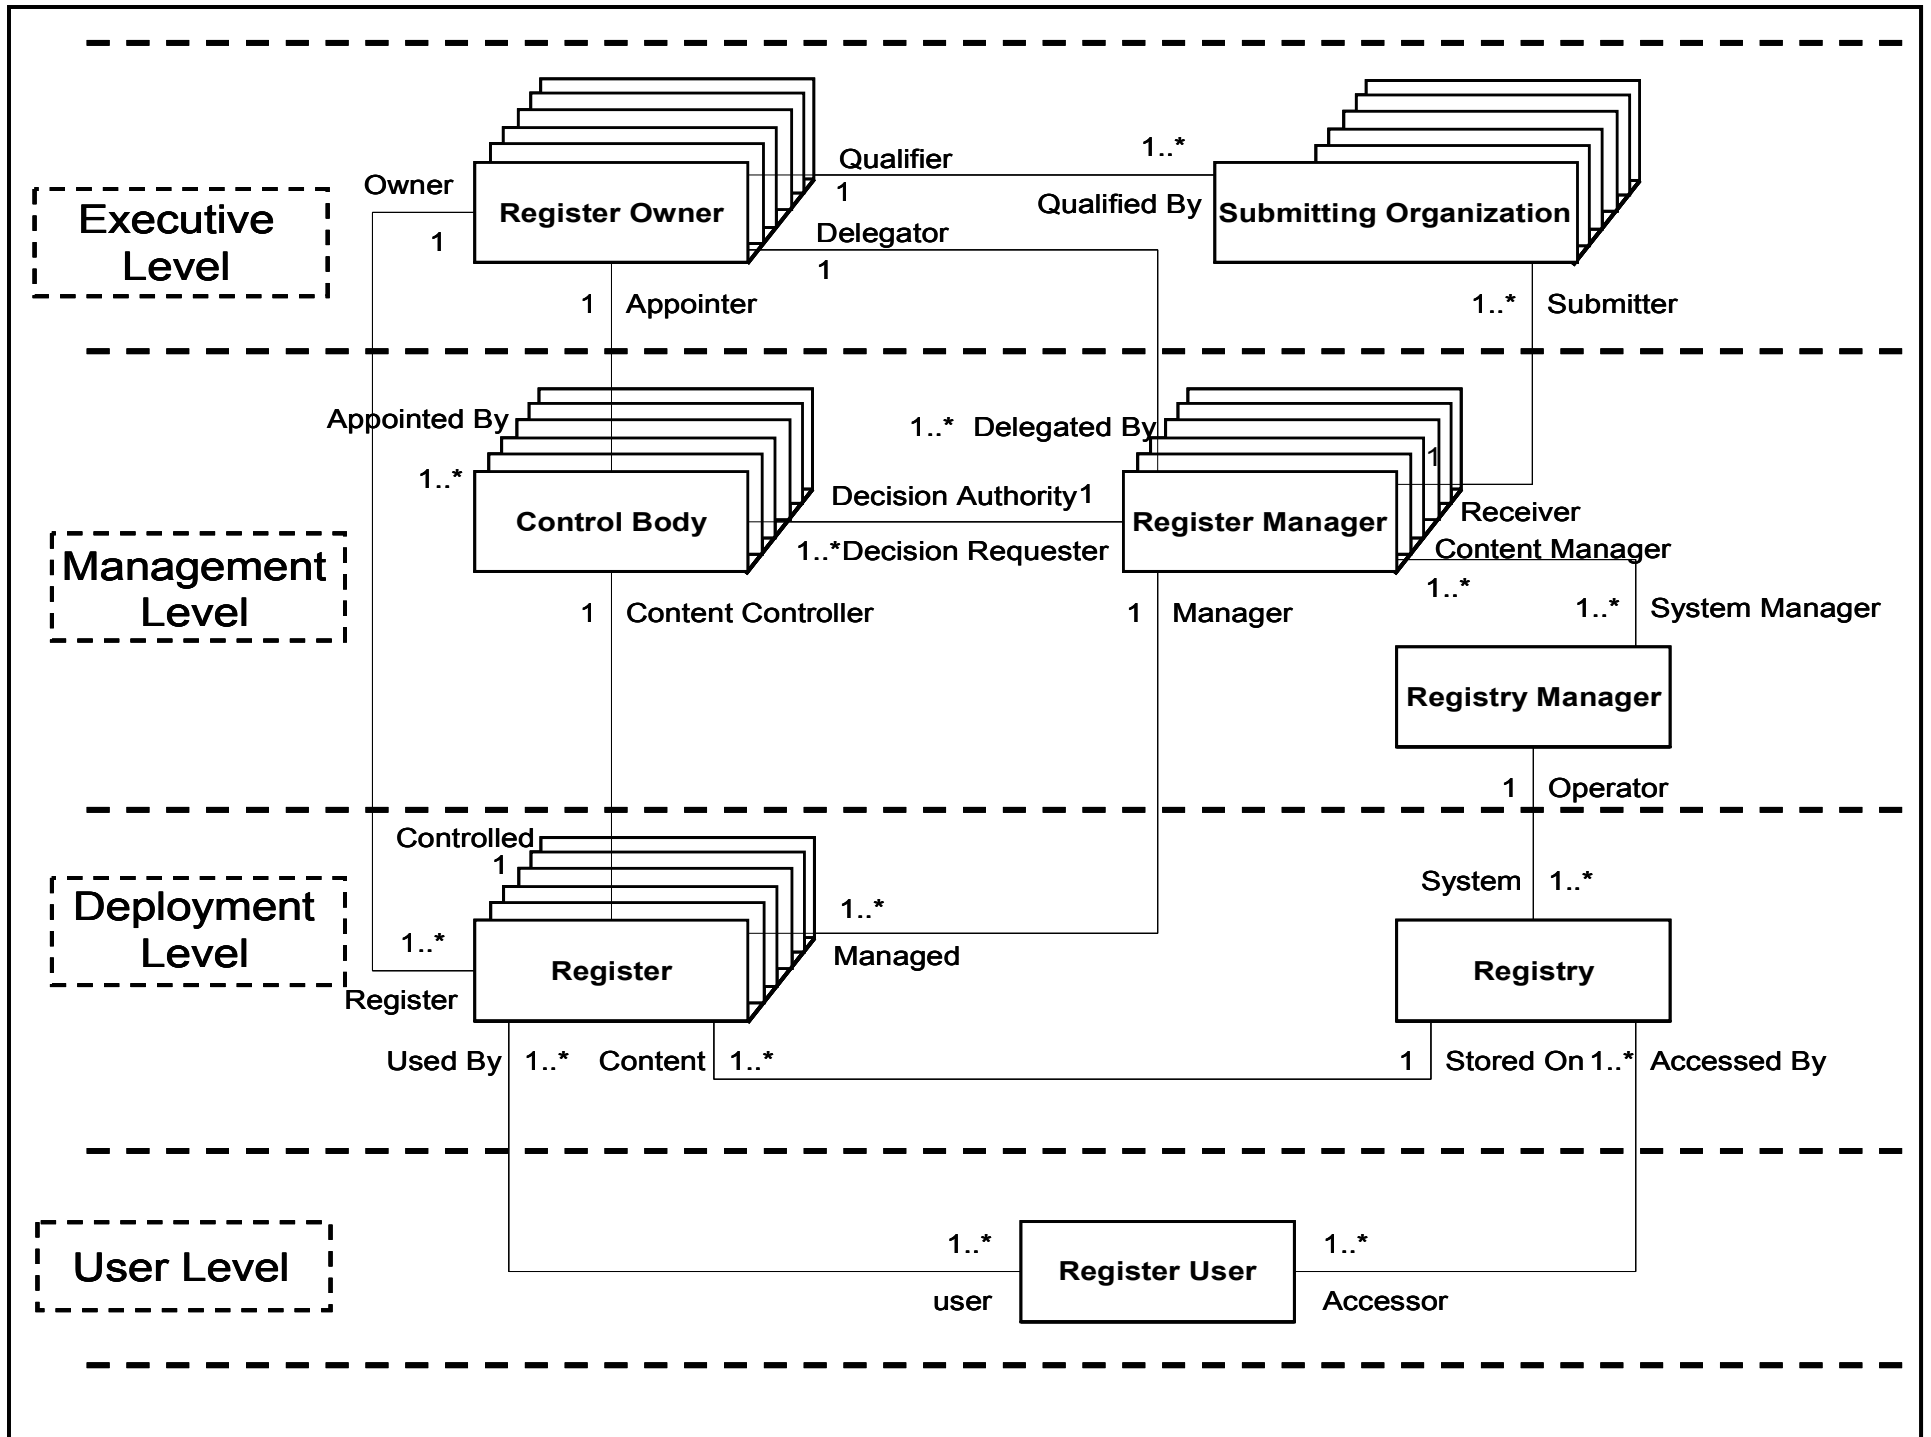 Executive
Level
Owner
1
Register Owner
Qualifier
1
1..*
Qualified By
Submitting Organization
Delegator
1
1
Appointer
1..*
Submitter
Management
Level
Appointed By
1..*
Control Body
1..*
Delegated By
Decision Authority
1
1..*
Decision Requester
Register Manager
1
Receiver
Content Manager
1..*
1
Content Controller
1
Manager
1..*
System Manager
Registry Manager
1
Operator
Deployment
Level
Controlled
1
1..*
Register
Register
1..*
Managed
System
1..*
Registry
Used By
1..*
Content
1..*
1
Stored On
1..*
Accessed By
User Level
1..*
user
Register User
1..*
Accessor